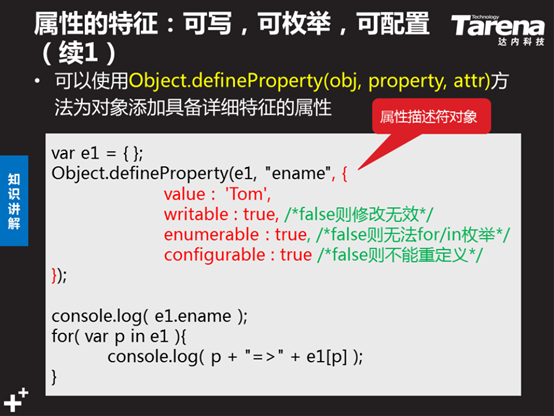 属性的特征：可写，可枚举，可配置
（续1）
Technology
Tarena
达内科技
• 可以使用Object.defineProperty(obj, property, attr)方
法为对象添加具备详细特征的属性
属性描述符对象
知识讲解
var e1 = { };
Object.defineProperty(e1, "ename", {
value : 'Tom',
writable : true, /*false则修改无效*/
enumerable : true, /*false则无法for/in枚举*/
configurable : true /*false则不能重定义*/
});
console.log( e1.ename );
for( var p in e1 ){
console.log( p + "=>" + e1[p] );
}